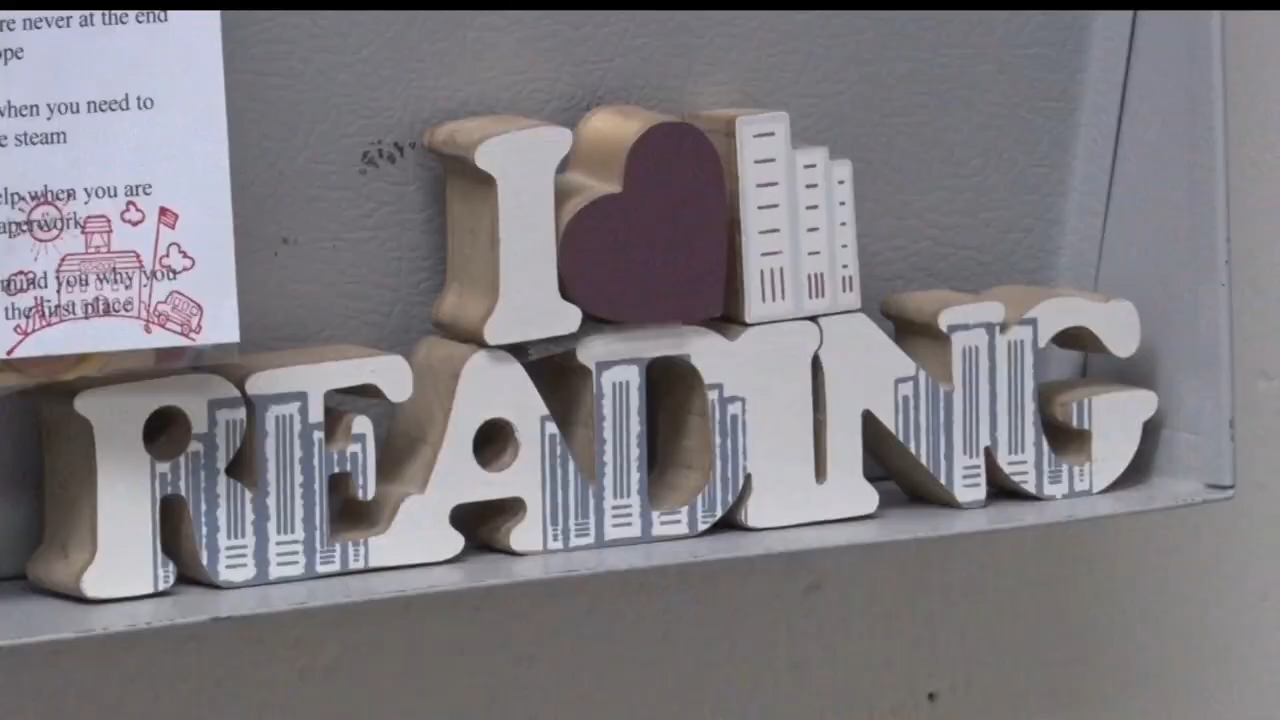 re never at the end
ope
when you need to
e steam
elp when you are
aperwork
mind you why you
the first place
I
READING